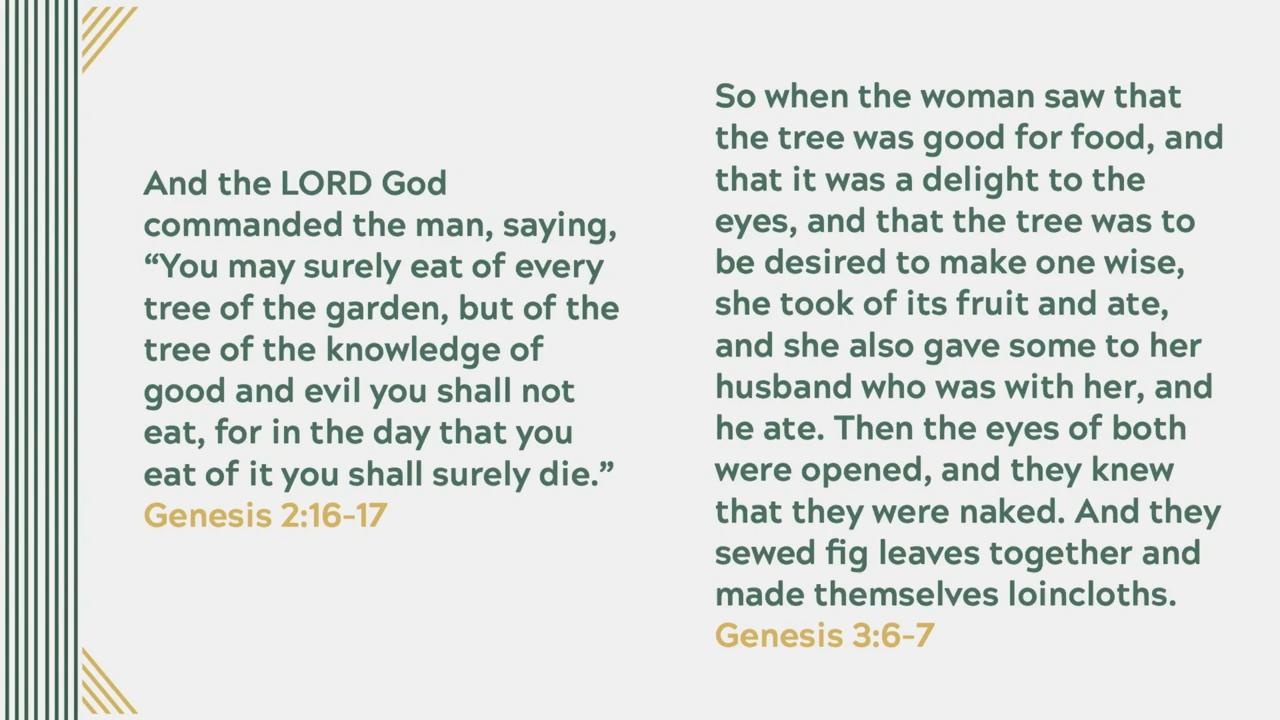 And the LORD God
commanded the man, saying,
“You may surely eat of every
tree of the garden, but of the
tree of the knowledge of
good and evil you shall not
eat, for in the day that you
eat of it you shall surely die.”
Genesis 2:16–17
So when the woman saw that
the tree was good for food, and
that it was a delight to the
eyes, and that the tree was to
be desired to make one wise,
she took of its fruit and ate,
and she also gave some to her
husband who was with her, and
he ate. Then the eyes of both
were opened, and they knew
that they were naked. And they
sewed fig leaves together and
made themselves loincloths.
Genesis 3:6–7